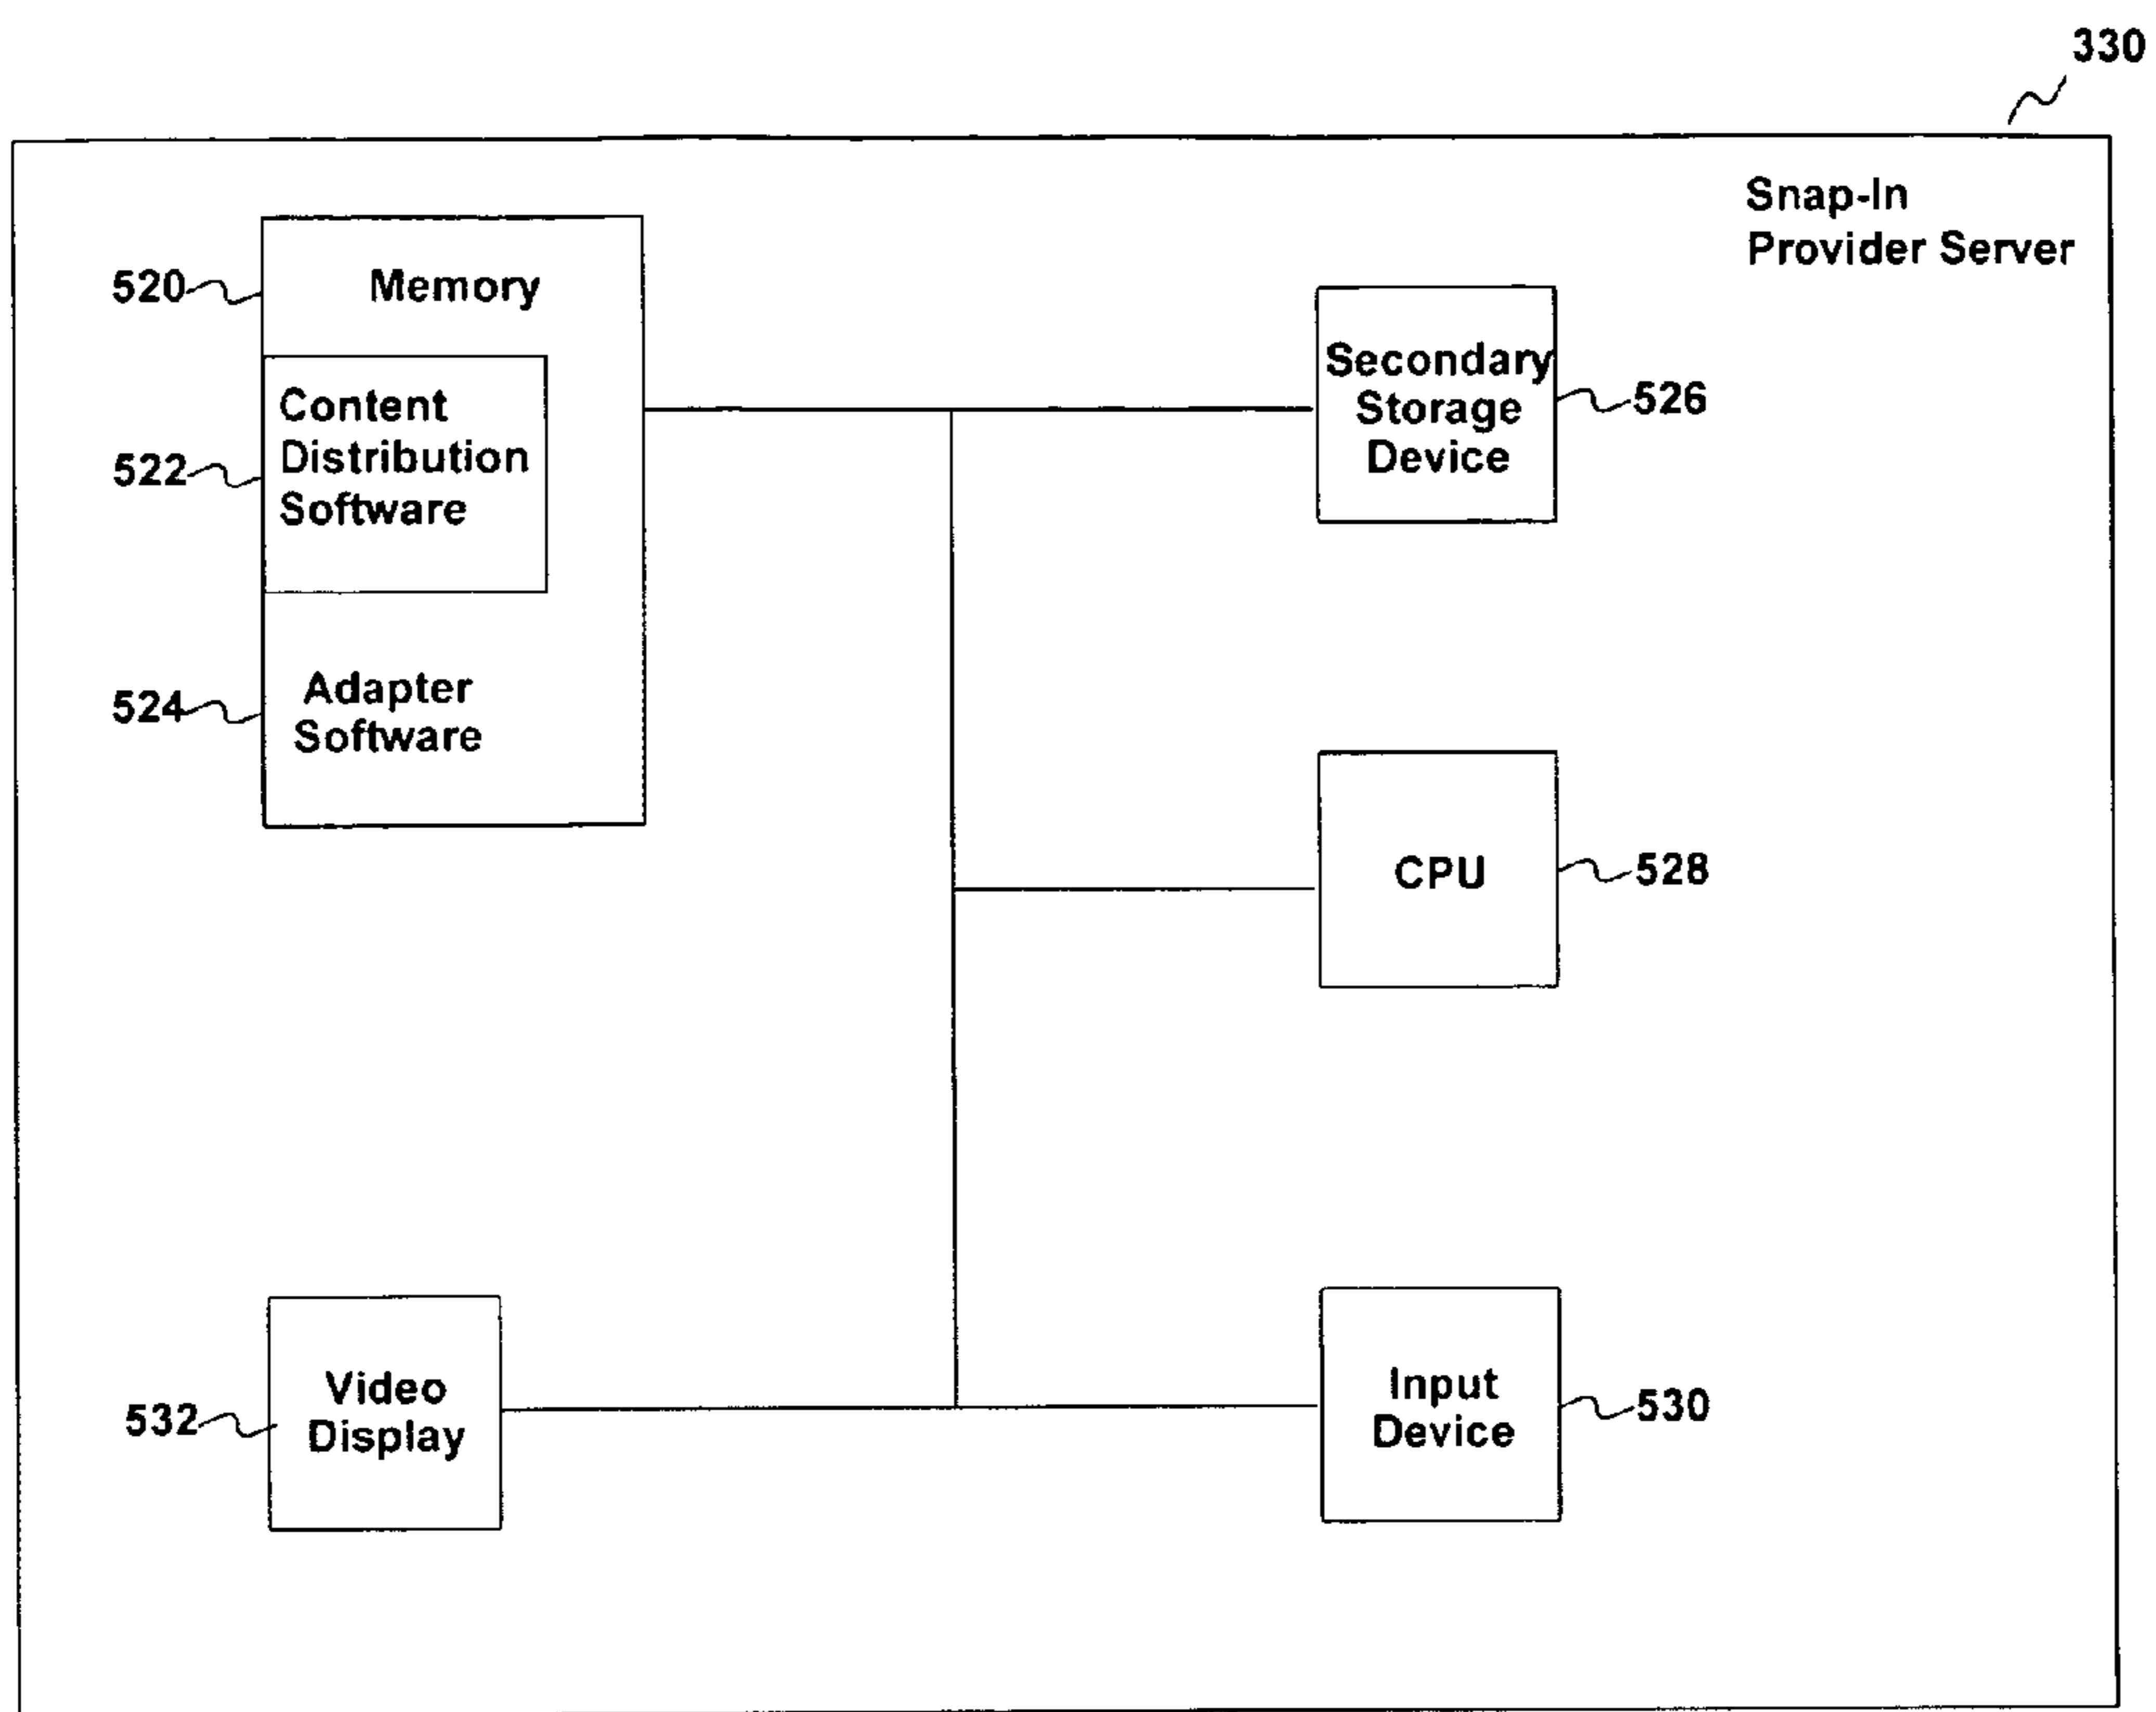 330
Snap-In
Provider Server
520
Memory
Content
Distribution
Software
522
Adapter
Software
524
Secondary
Storage
Device
526
CPU
528
Video
Display
532
Input
Device
530